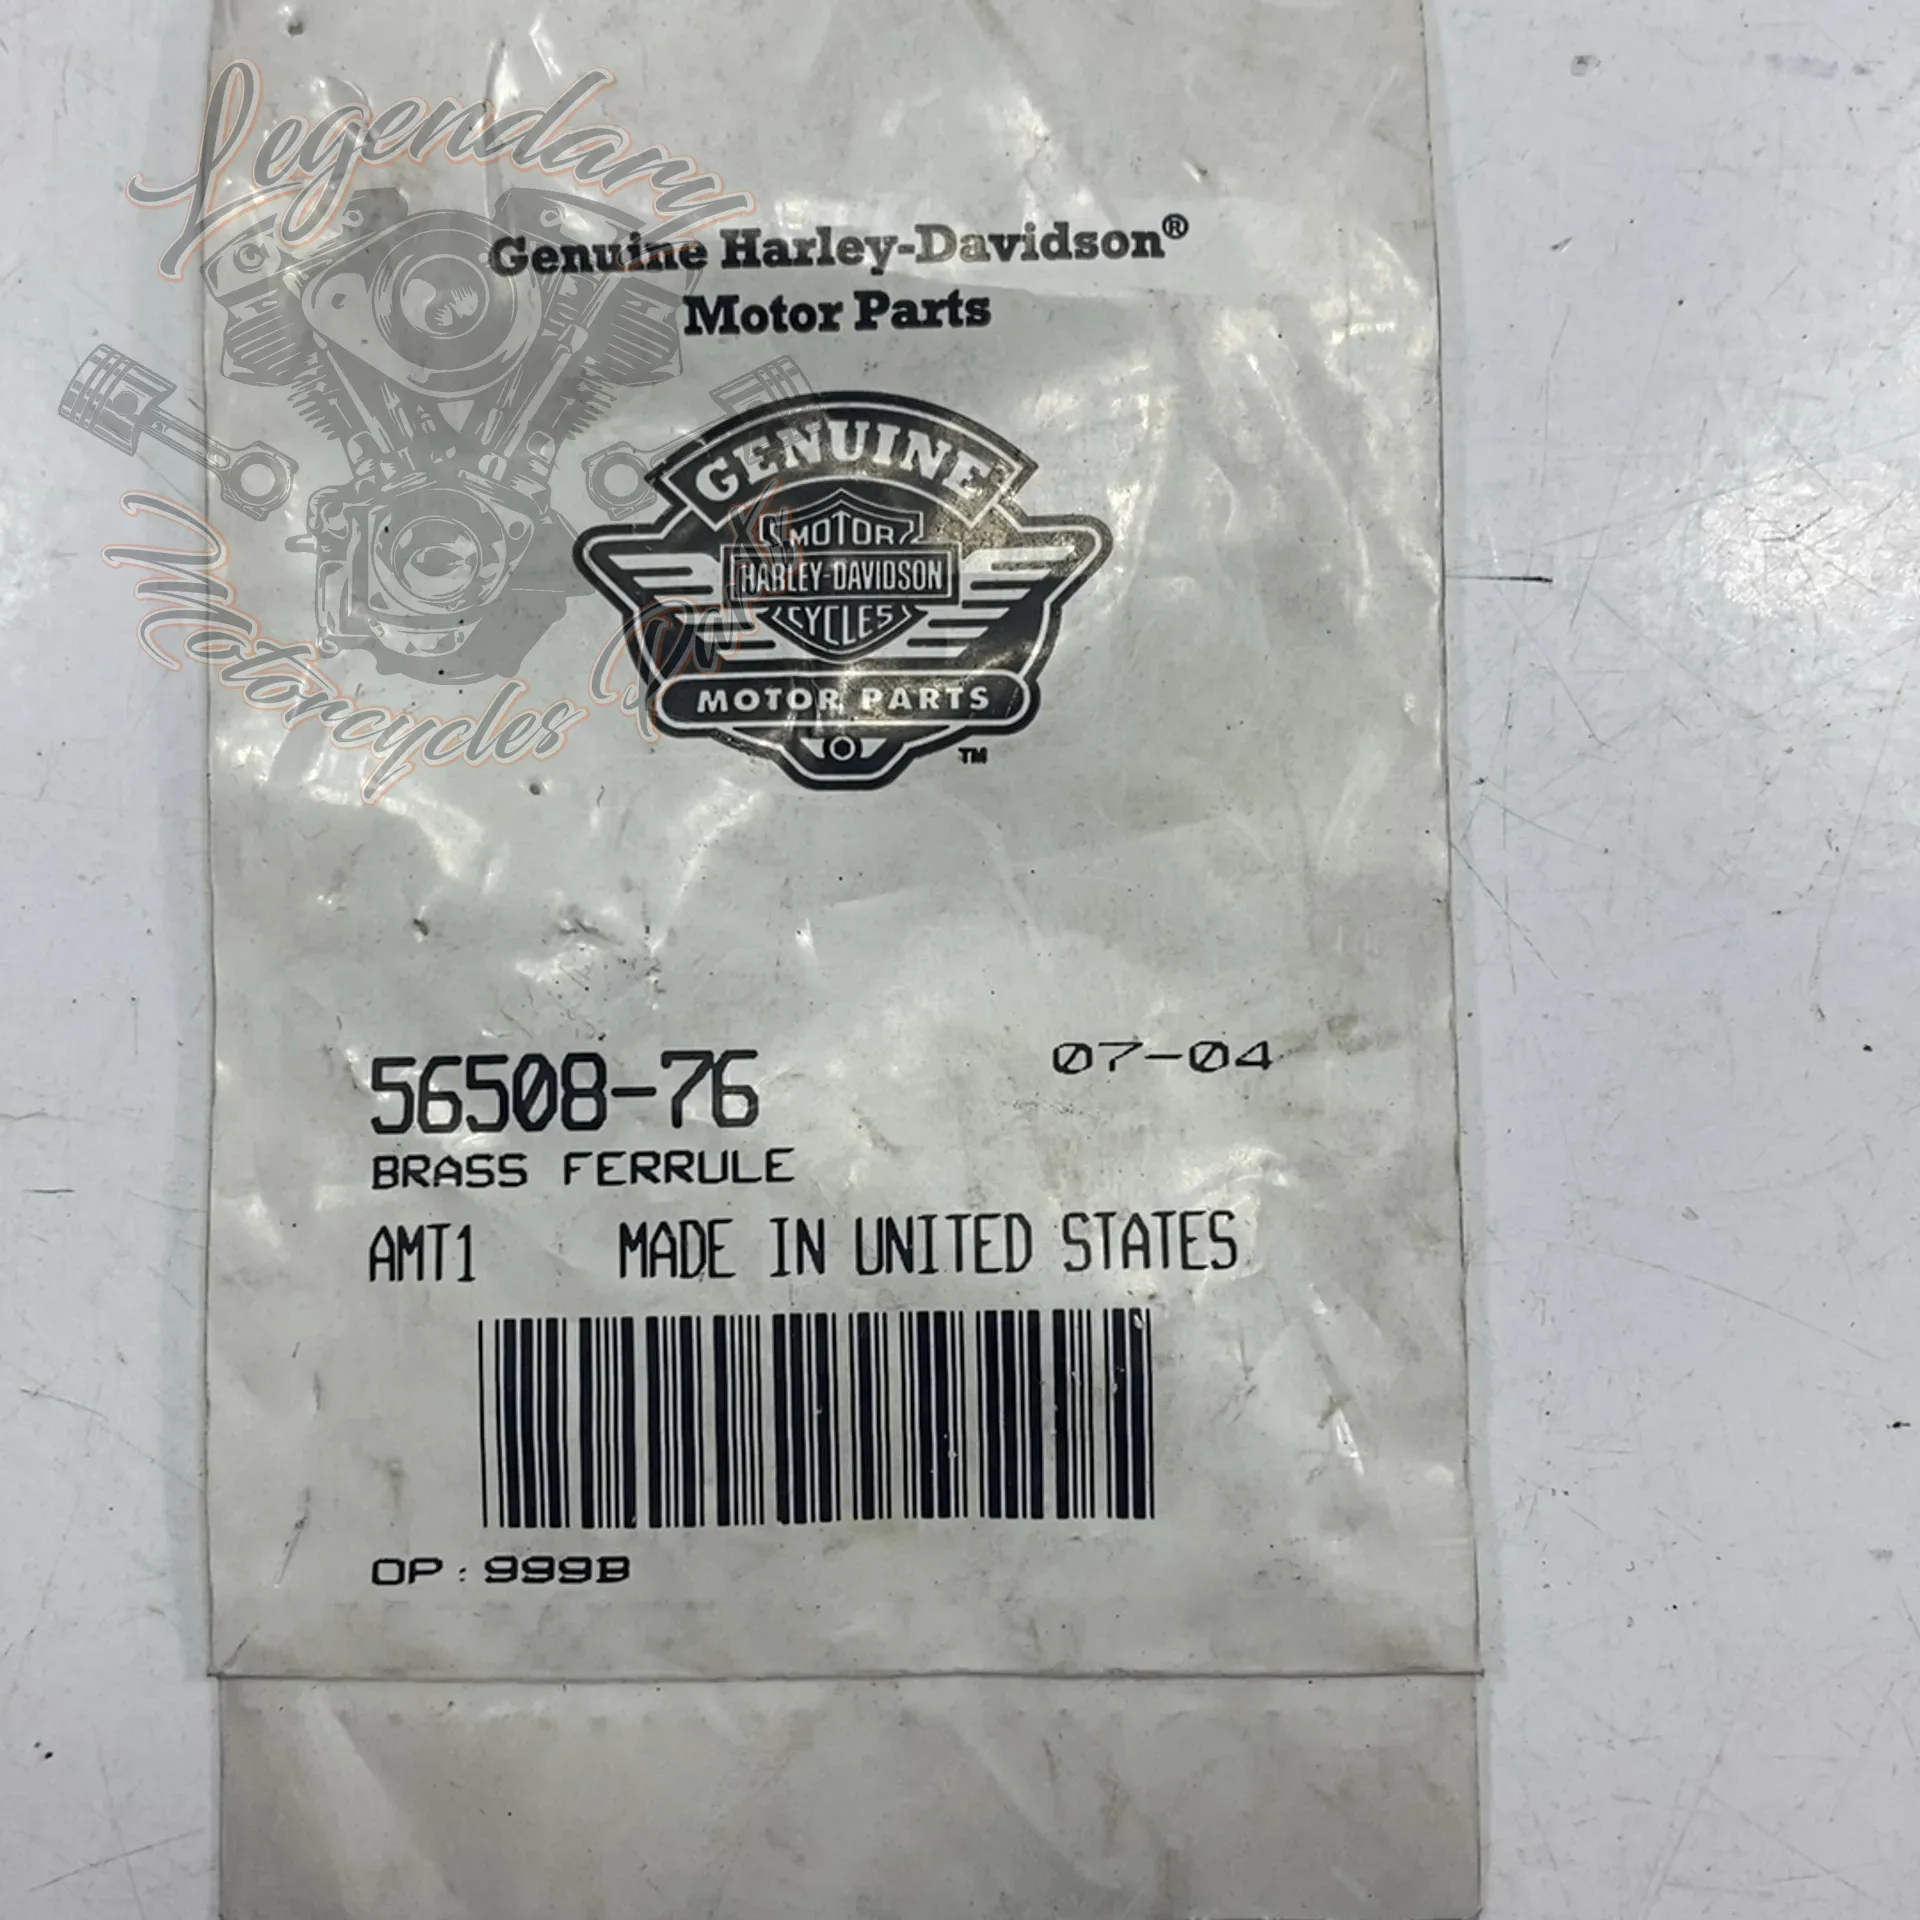 Legendary
Motorcycles Parts
Genuine Harley-Davidson®
Motor Parts
GENUINE
MOTOR
HARLEY-DAVIDSON
CYCLES
MOTOR PARTS
TM
56508-76
07-04
BRASS FERRULE
AMT1 MADE IN UNITED STATES
OP: 999B